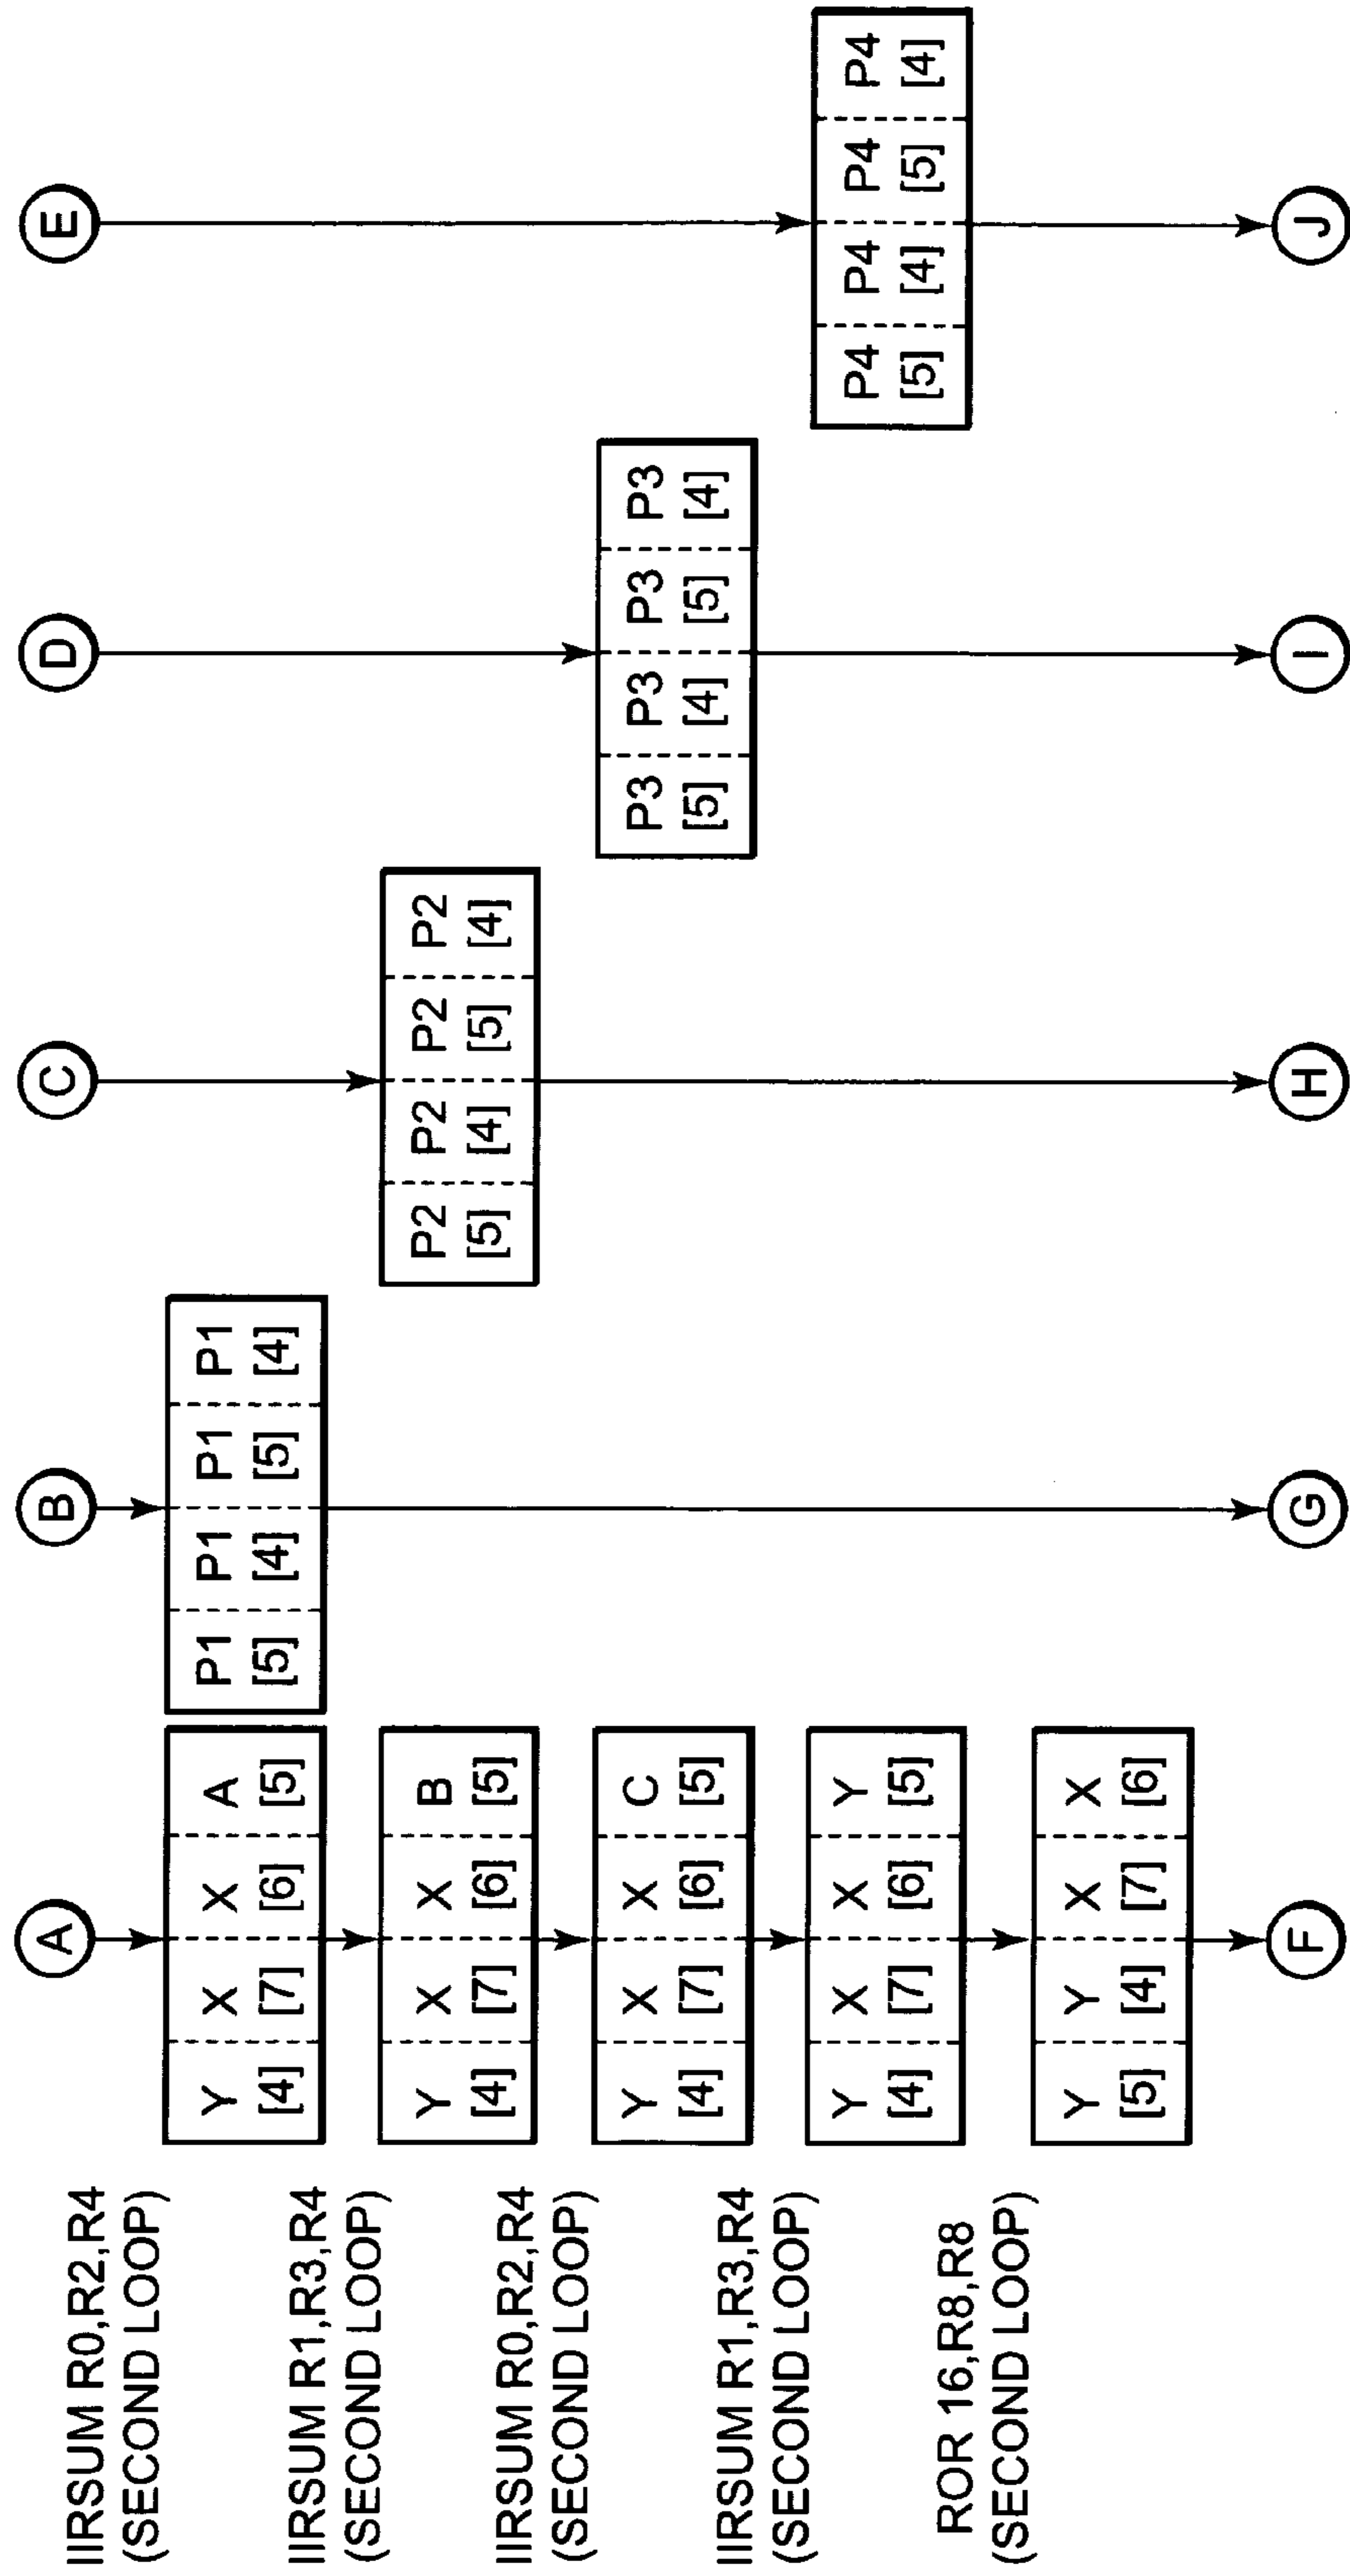 A B C D E
IIRSUM R0,R2,R4
(SECOND LOOP)
Y X X A P1 P1 P1 P1
[4] [7] [6] [5] [5] [4] [5] [4]
IIRSUM R1,R3,R4
(SECOND LOOP)
Y X X B P2 P2 P2 P2
[4] [7] [6] [5] [5] [4] [5] [4]
IIRSUM R0,R2,R4
(SECOND LOOP)
Y X X C P3 P3 P3 P3
[4] [7] [6] [5] [5] [4] [5] [4]
IIRSUM R1,R3,R4
(SECOND LOOP)
Y X X Y P4 P4 P4 P4
[4] [7] [6] [5] [5] [4] [5] [4]
ROR 16,R8,R8
(SECOND LOOP)
Y Y X X
[5] [4] [7] [6]
F G H I J